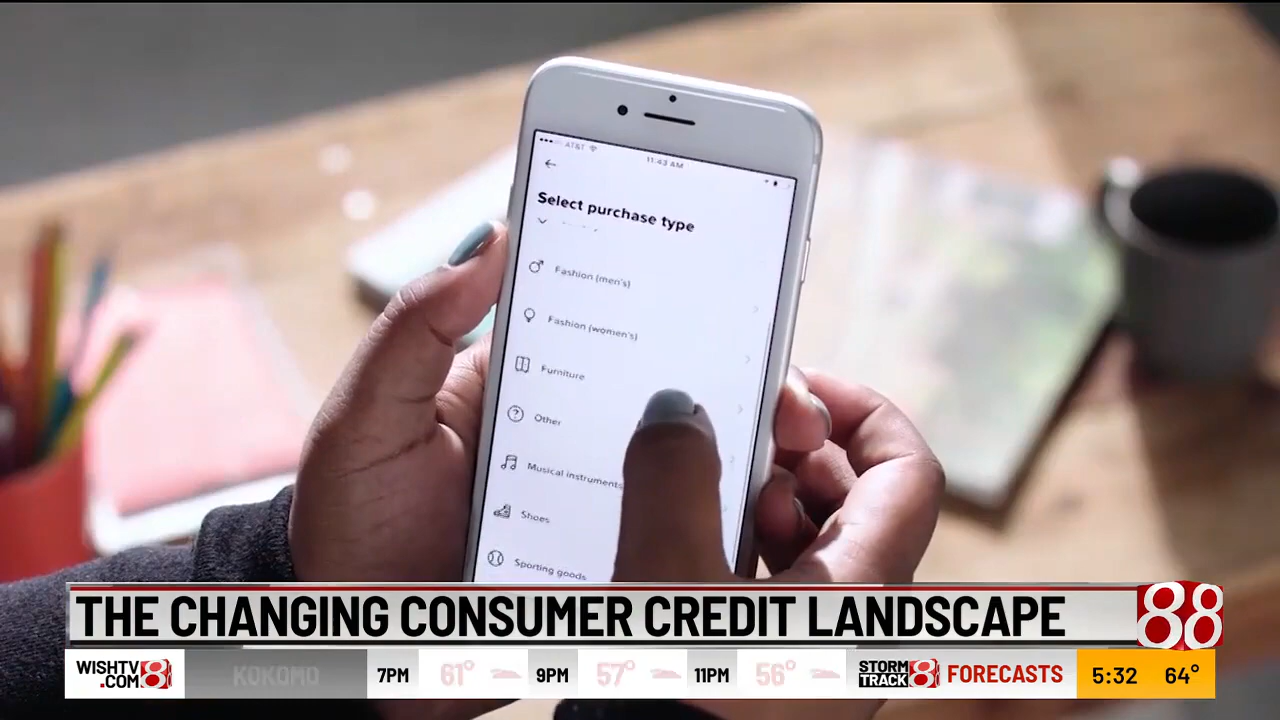 AT&T
11:43 AM
Select purchase type
Fashion (men's)
Fashion (women's)
Furniture
Other
Musical instruments
Shoes
Sporting goods
THE CHANGING CONSUMER CREDIT LANDSCAPE
88
WISHTV
.COM 8
KOKOMO
7PM 61°
9PM 57°
11PM 56°
STORM
TRACK 8
FORECASTS
5:32 64°